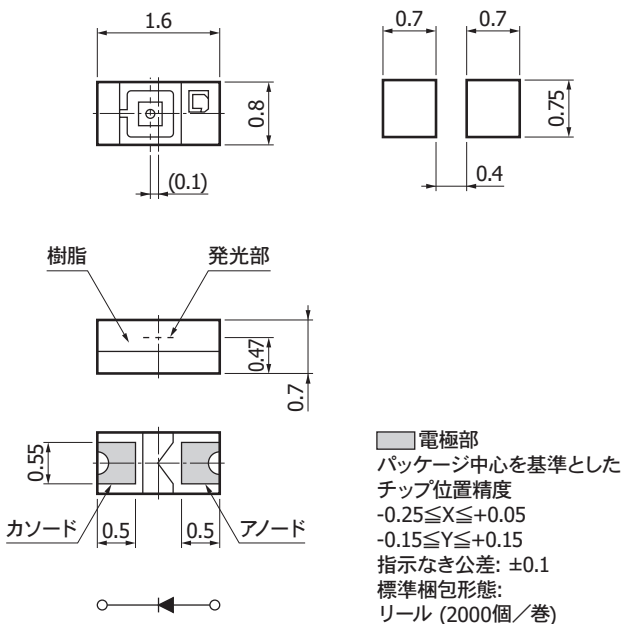 1.6
0.8
(0.1)
0.7
0.7
0.75
0.4
樹脂
発光部
0.47
0.7
0.55
カソード
0.5
0.5
アノード
電極部
パッケージ中心を基準とした
チップ位置精度
-0.25≦X≦+0.05
-0.15≦Y≦+0.15
指示なき公差: ±0.1
標準梱包形態:
リール (2000個／巻)